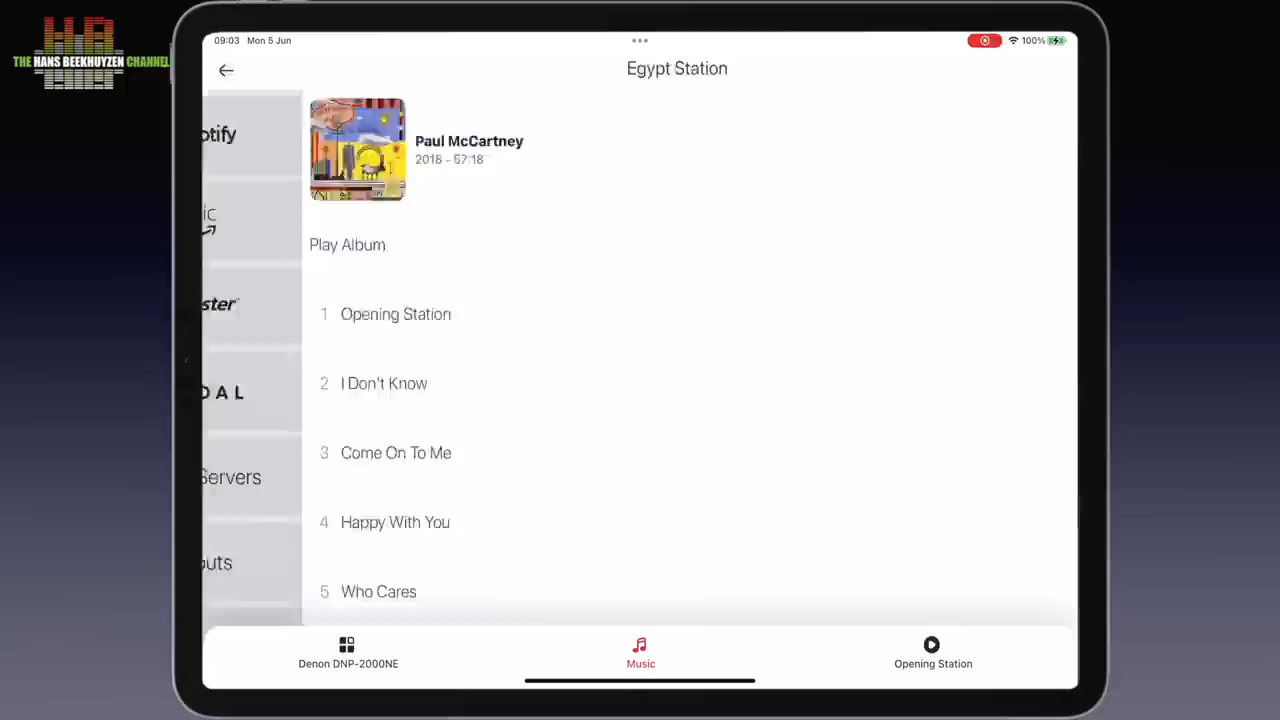 THE HANS BEEKHUYZEN CHANNEL
09:03 Mon 5 Jun
100%
Egypt Station
otify
Paul McCartney
2018 - 57:18
ic
Play Album
ster
1 Opening Station
2 I Don't Know
D A L
3 Come On To Me
Servers
4 Happy With You
outs
5 Who Cares
Denon DNP-2000NE
Music
Opening Station